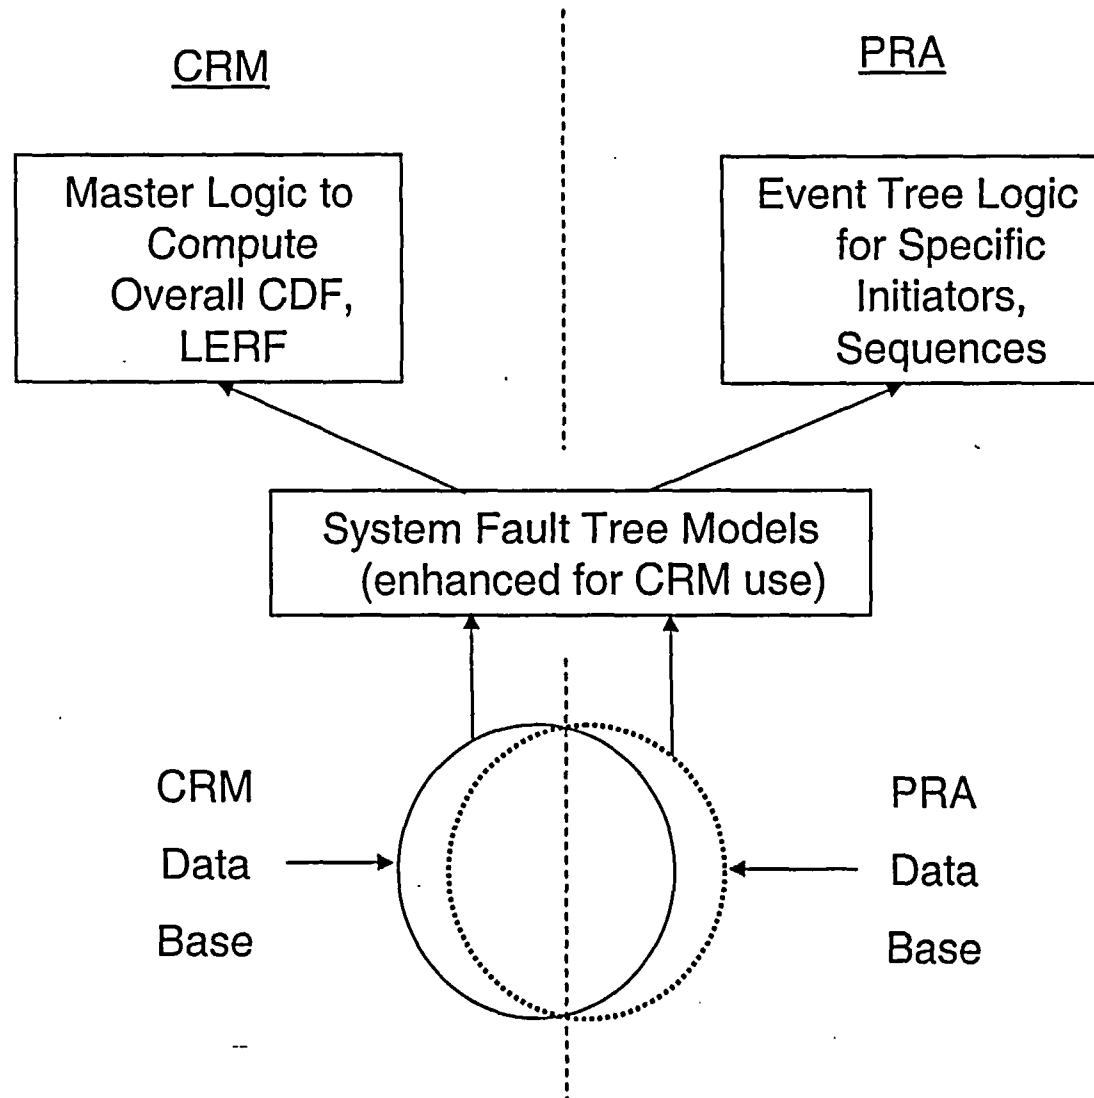 CRM
PRA
Master Logic to
Compute
Overall CDF,
LERF
Event Tree Logic
for Specific
Initiators,
Sequences
System Fault Tree Models
(enhanced for CRM use)
CRM
Data
Base
PRA
Data
Base